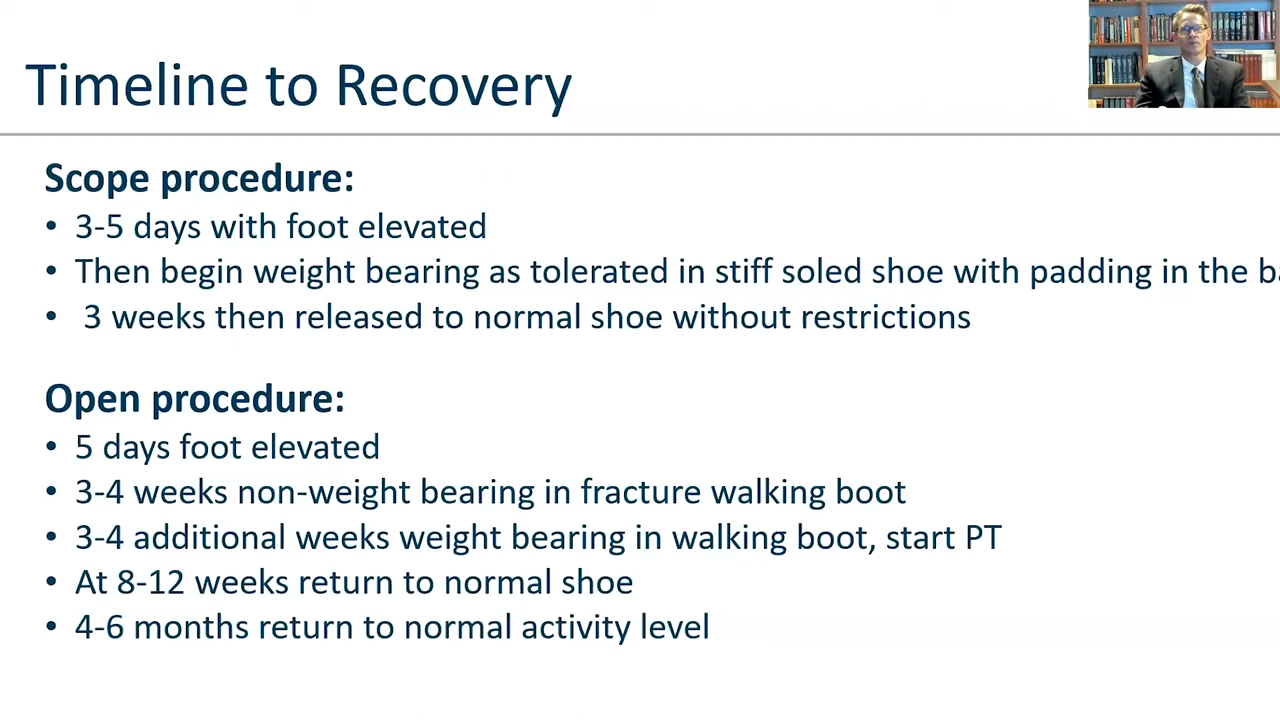 Timeline to Recovery
Scope procedure:
• 3-5 days with foot elevated
• Then begin weight bearing as tolerated in stiff soled shoe with padding in the
• 3 weeks then released to normal shoe without restrictions
Open procedure:
• 5 days foot elevated
• 3-4 weeks non-weight bearing in fracture walking boot
• 3-4 additional weeks weight bearing in walking boot, start PT
• At 8-12 weeks return to normal shoe
• 4-6 months return to normal activity level